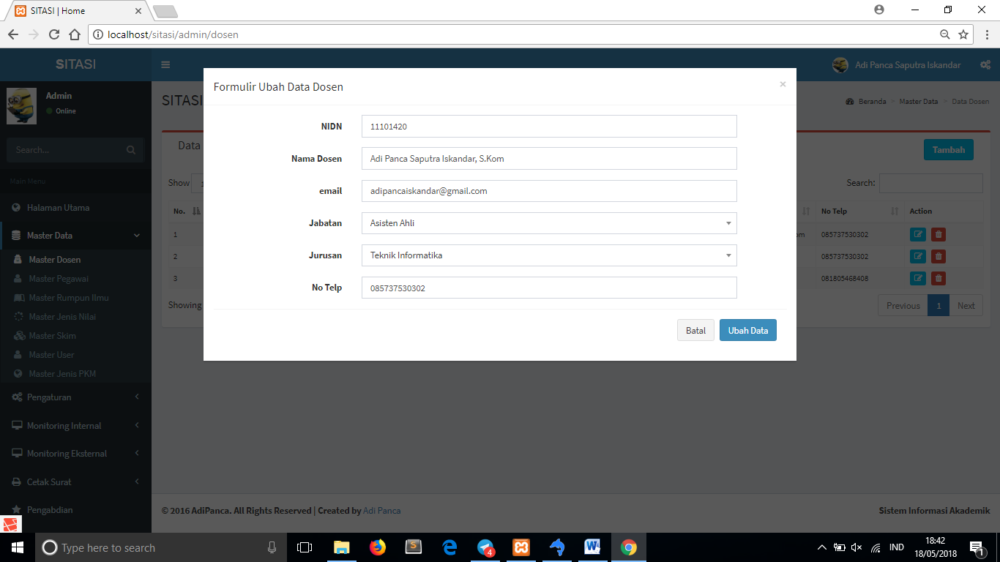 SITASI | Home
localhost/sitasi/admin/dosen
SITASI
Adi Panca Saputra Iskandar
Admin
Online
Search...
Main Menu
Halaman Utama
Master Data
Master Dosen
Master Pegawai
Master Rumpun Ilmu
Master Jenis Nilai
Master Skim
Master User
Master Jenis PKM
Pengaturan
Monitoring Internal
Monitoring Eksternal
Cetak Surat
Pengabdian
SITASI
Beranda > Master Data > Data Dosen
Data
Tambah
Show
Search:
No. No Telp Action
1 om 085737530302
2 085737530302
3 081805468408
Showing
Previous 1 Next
Formulir Ubah Data Dosen ×
NIDN 11101420
Nama Dosen Adi Panca Saputra Iskandar, S.Kom
email adipancaiskandar@gmail.com
Jabatan Asisten Ahli
Jurusan Teknik Informatika
No Telp 085737530302
Batal Ubah Data
© 2016 AdiPanca. All Rights Reserved | Created by Adi Panca
Sistem Informasi Akademik
Type here to search
S
4
IND
18:42
18/05/2018
1